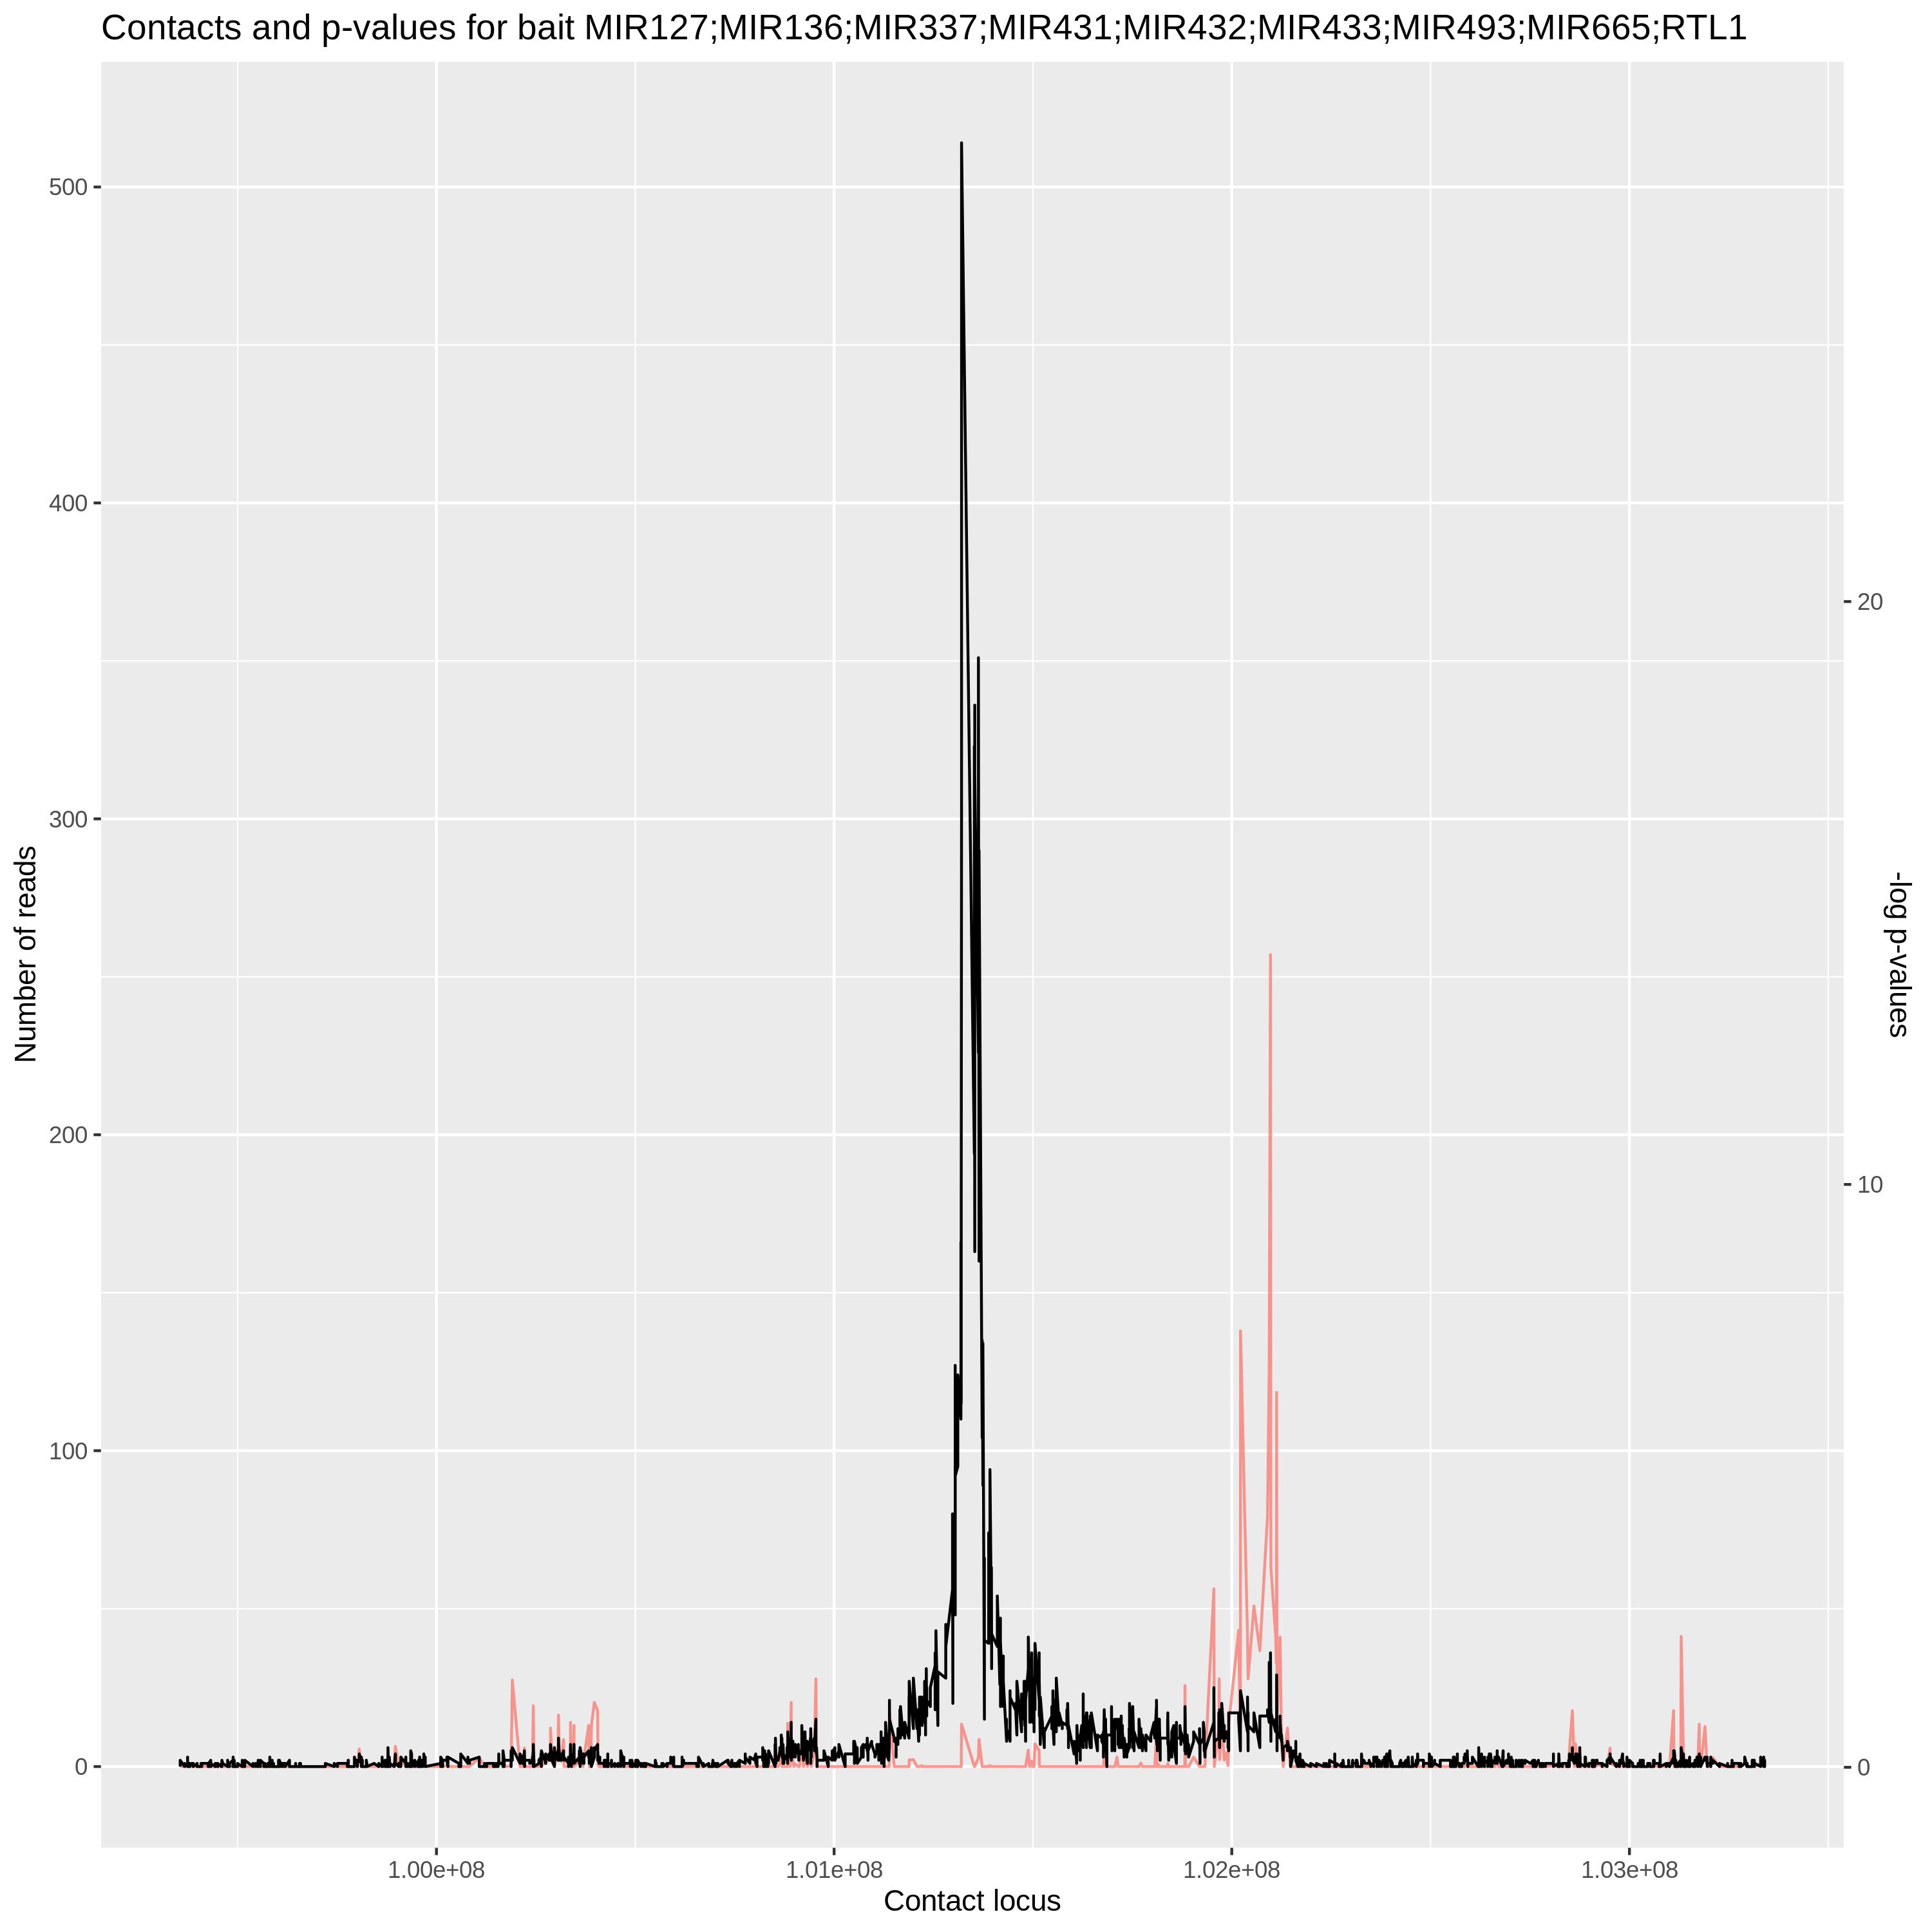 Contacts and p-values for bait MIR127;MIR136;MIR337;MIR431;MIR432;MIR433;MIR493;MIR665;RTL1
500
400
300
200
100
0
Number of reads
20
10
0
-log p-values
1.00e+08
1.01e+08
1.02e+08
1.03e+08
Contact locus